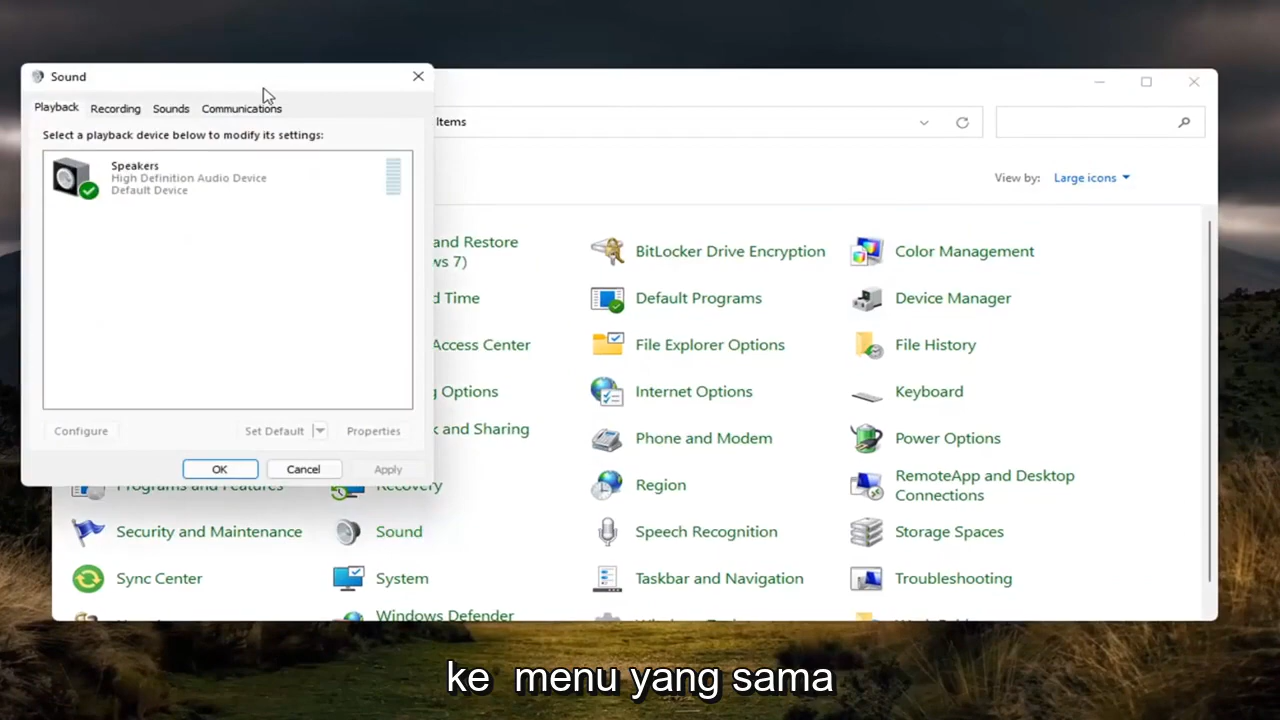 Sound
Playback Recording Sounds Communications
Select a playback device below to modify its settings:
Speakers
High Definition Audio Device
Default Device
Configure Set Default Properties
OK Cancel Apply
Items
View by: Large icons
and Restore
s 7)
BitLocker Drive Encryption
Color Management
d Time
Default Programs
Device Manager
Access Center
File Explorer Options
File History
g Options
Internet Options
Keyboard
k and Sharing
Phone and Modem
Power Options
Programs and Features
Recovery
Region
RemoteApp and Desktop
Connections
Security and Maintenance
Sound
Speech Recognition
Storage Spaces
Sync Center
System
Taskbar and Navigation
Troubleshooting
Windows Defender
ke menu yang sama